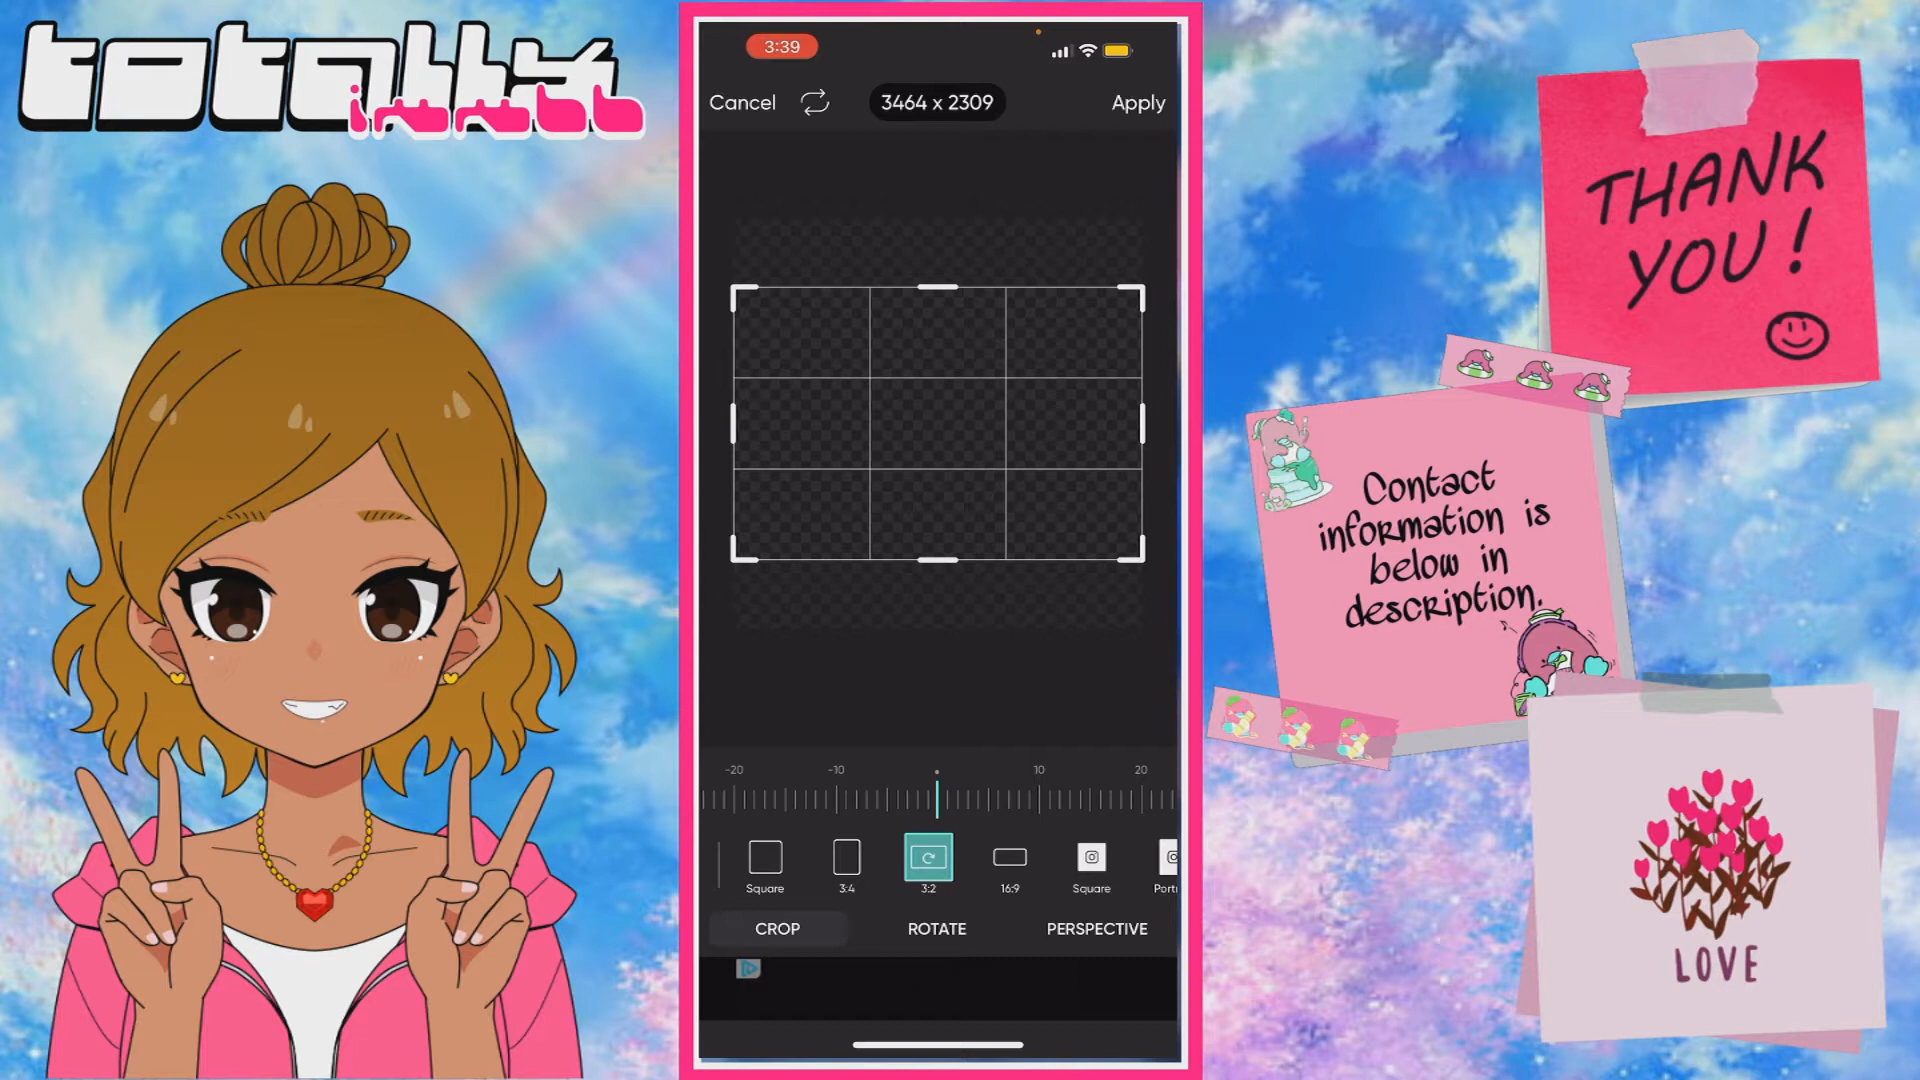 totally
3:39
Cancel
3464 x 2309
Apply
-20 -10 10 20
Square
3:4
3:2
16:9
Square
CROP
ROTATE
PERSPECTIVE
THANK
YOU!
Contact
information is
below in
description.
LOVE